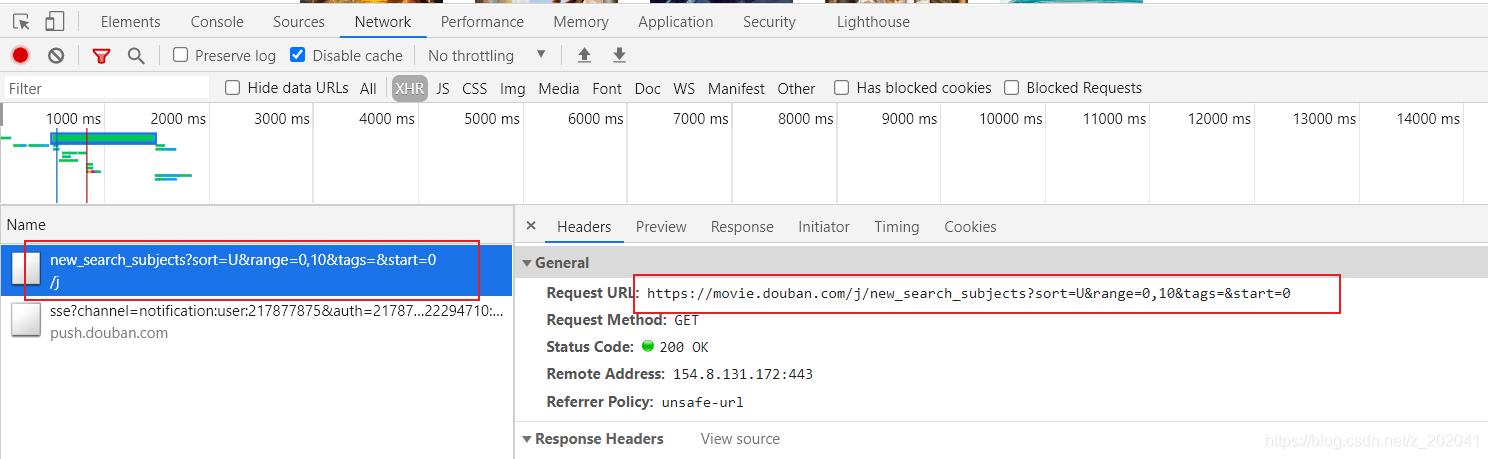 Elements Console Sources Network Performance Memory Application Security Lighthouse
Preserve log Disable cache No throttling
Filter Hide data URLs All XHR JS CSS Img Media Font Doc WS Manifest Other Has blocked cookies Blocked Requests
1000 ms 2000 ms 3000 ms 4000 ms 5000 ms 6000 ms 7000 ms 8000 ms 9000 ms 10000 ms 11000 ms 12000 ms 13000 ms 14000 ms
Name
new_search_subjects?sort=U&range=0,10&tags=&start=0
/j
sse?channel=notification:user:217877875&auth=21787...22294710:...
push.douban.com
× Headers Preview Response Initiator Timing Cookies
General
Request URL: https://movie.douban.com/j/new_search_subjects?sort=U&range=0,10&tags=&start=0
Request Method: GET
Status Code: 200 OK
Remote Address: 154.8.131.172:443
Referrer Policy: unsafe-url
Response Headers View source
https://blog.csdn.net/z_202041